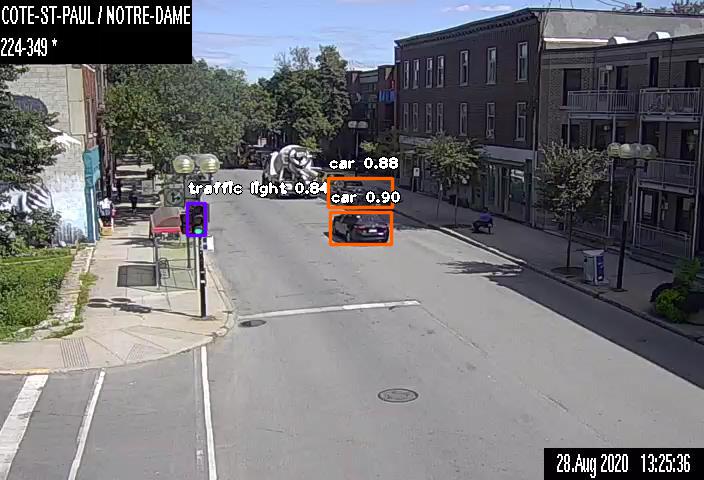 COTE-ST-PAUL / NOTRE-DAME
224-349 *
car 0.88
traffic light 0.84
car 0.90
28.Aug 2020 13:25:36